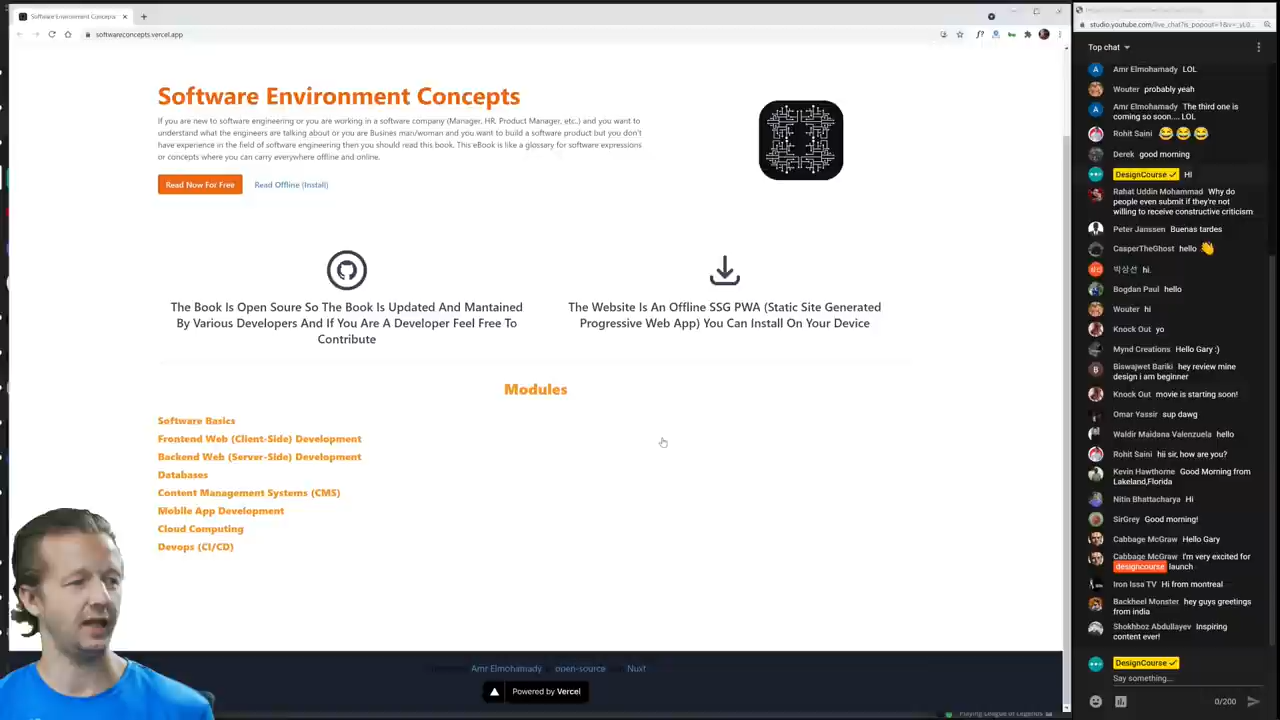 Software Environment Concepts
softwareconcepts.vercel.app
Software Environment Concepts
If you are new to software engineering or you are working in a software company (Manager, HR, Product Manager, etc..) and you want to
understand what the engineers are talking about or you are Busines man/woman and you want to build a software product but you don't
have experience in the field of software engineering then you should read this book. This eBook is like a glossary for software expressions
or concepts where you can carry everywhere offline and online.
Read Now For Free
Read Offline (Install)
The Book Is Open Soure So The Book Is Updated And Mantained
By Various Developers And If You Are A Developer Feel Free To
Contribute
The Website Is An Offline SSG PWA (Static Site Generated
Progressive Web App) You Can Install On Your Device
Modules
Software Basics
Frontend Web (Client-Side) Development
Backend Web (Server-Side) Development
Databases
Content Management Systems (CMS)
Mobile App Development
Cloud Computing
Devops (CI/CD)
Amr Elmohamady
open-source
Nuxt
Powered by Vercel
Playing League of Legends
studio.youtube.com/live_chat?is_popout=1&v=_yL0...
Top chat
Amr Elmohamady LOL
Wouter probably yeah
Amr Elmohamady The third one is
coming so soon.... LOL
Rohit Saini 😂😂😂
Derek good morning
DesignCourse HI
Rahat Uddin Mohammad Why do
people even submit if they're not
willing to receive constructive criticism
Peter Janssen Buenas tardes
CasperTheGhost hello 👋
박상선 hi.
Bogdan Paul hello
Wouter hi
Knock Out yo
Mynd Creations Hello Gary :)
Biswajwet Bariki hey review mine
design i am beginner
Knock Out movie is starting soon!
Omar Yassir sup dawg
Waldir Maidana Valenzuela hello
Rohit Saini hii sir, how are you?
Kevin Hawthorne Good Morning from
Lakeland,Florida
Nitin Bhattacharya Hi
SirGrey Good morning!
Cabbage McGraw Hello Gary
Cabbage McGraw I'm very excited for
designcourse launch
Iron Issa TV Hi from montreal
Backheel Monster hey guys greetings
from india
Shokhboz Abdullayev Inspiring
content ever!
DesignCourse
Say something...
0/200